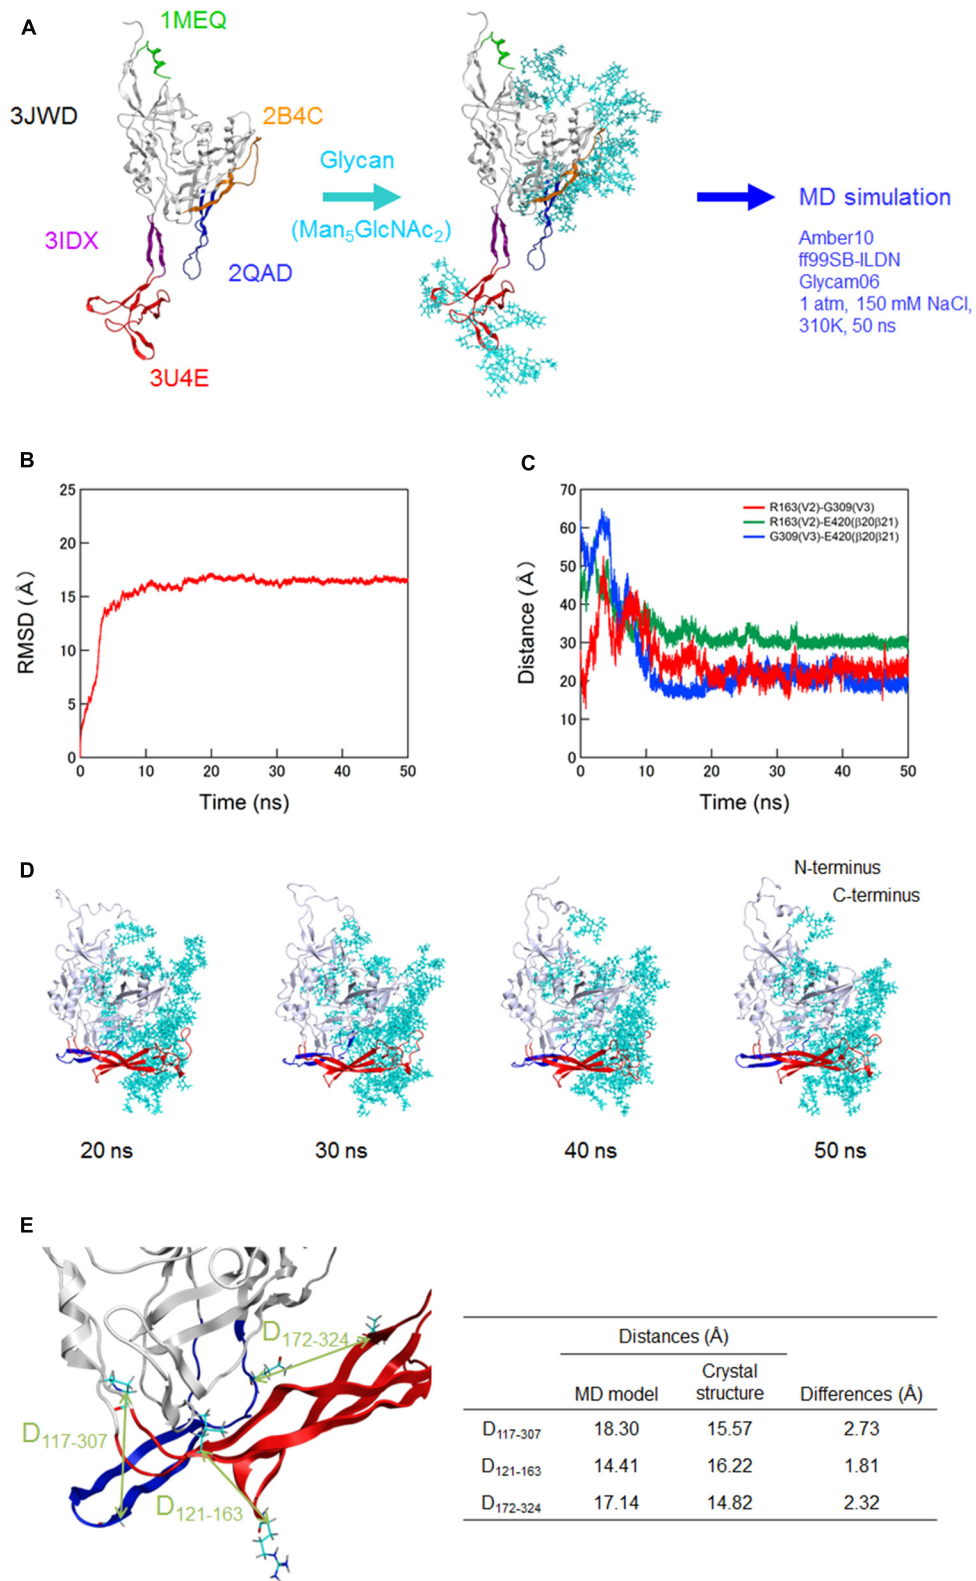 A
1MEQ
3JWD
2B4C
Glycan
(Man5GlcNAc2)
3IDX
2QAD
3U4E
MD simulation
Amber10
ff99SB-ILDN
Glycam06
1 atm, 150 mM NaCl,
310K, 50 ns
B
RMSD (Å)
25
20
15
10
5
0
0 10 20 30 40 50
Time (ns)
C
Distance (Å)
70
60
50
40
30
20
10
0
R163(V2)-G309(V3)
R163(V2)-E420(β20β21)
G309(V3)-E420(β20β21)
0 10 20 30 40 50
Time (ns)
D
N-terminus
C-terminus
20 ns 30 ns 40 ns 50 ns
E
D172-324
D117-307
D121-163
Distances (Å)
MD model Crystal structure Differences (Å)
D117-307 18.30 15.57 2.73
D121-163 14.41 16.22 1.81
D172-324 17.14 14.82 2.32